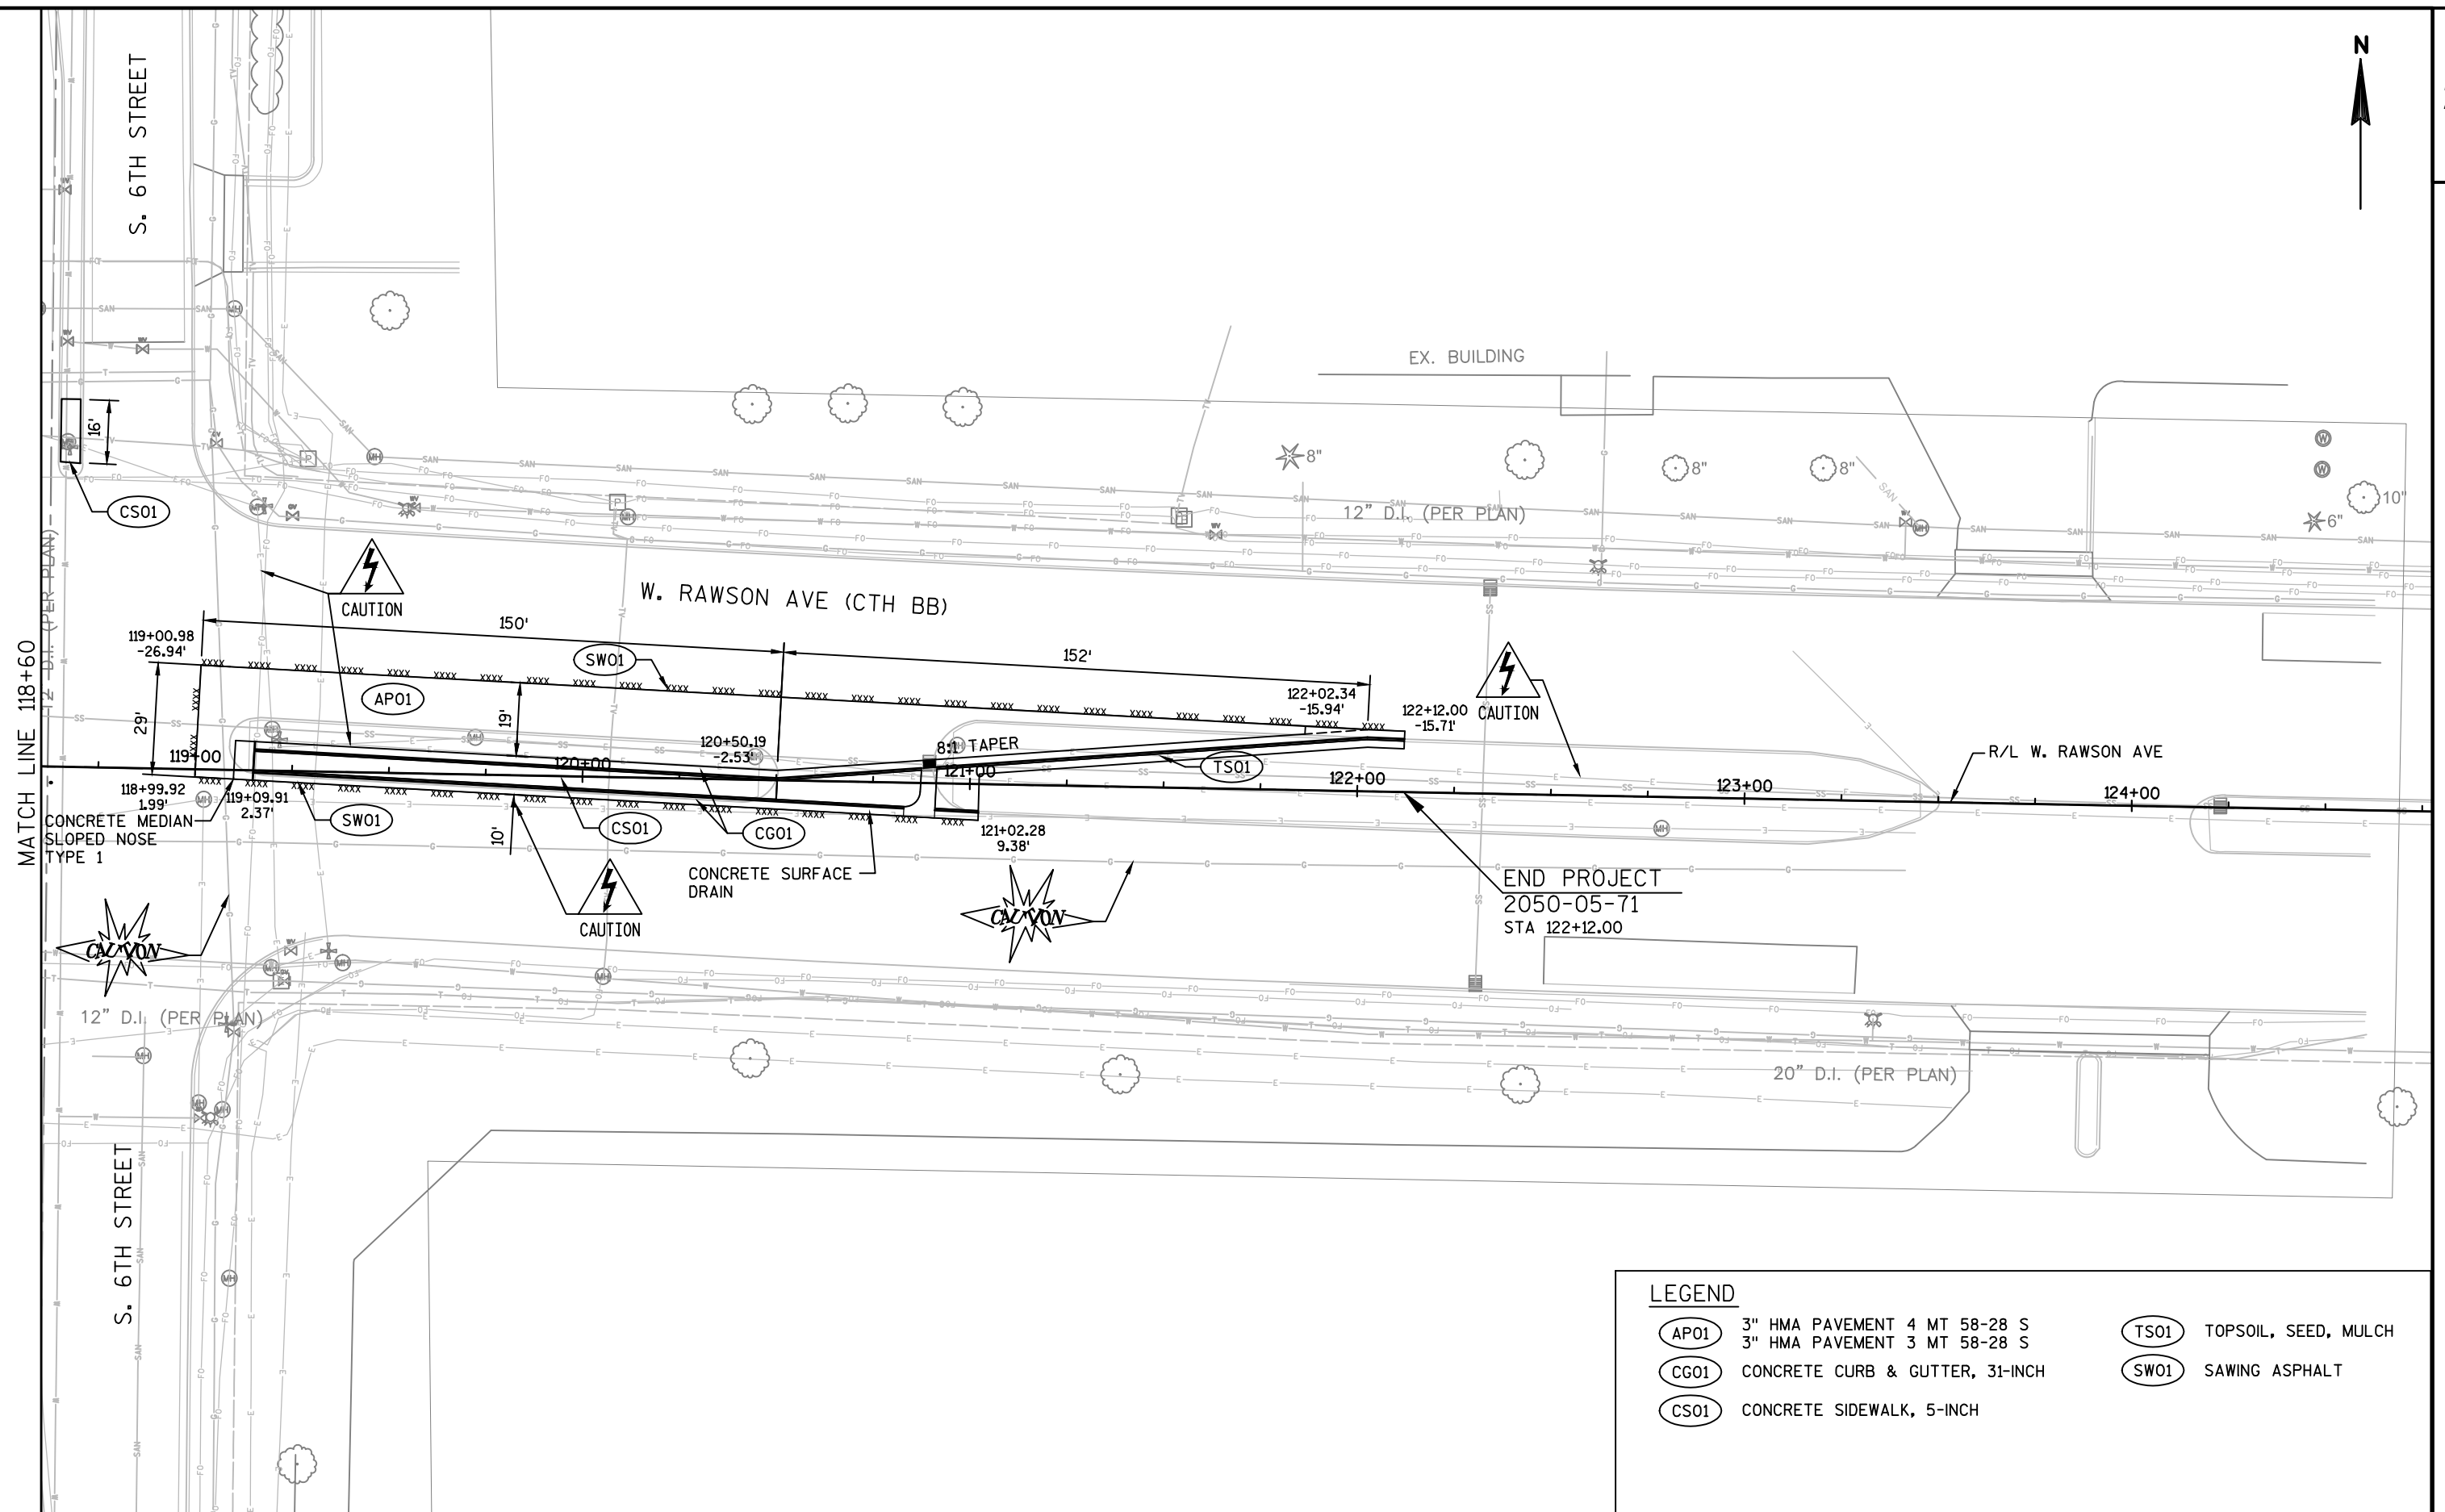 N
S. 6TH STREET
EX. BUILDING
16'
8"
8"
8"
10"
6"
CS01
12" D.I. (PER PLAN)
12" D.I. (PER PLAN)
CAUTION
W. RAWSON AVE (CTH BB)
MATCH LINE 118+60
119+00.98
-26.94'
150'
152'
SW01
AP01
29'
19'
122+02.34
-15.94'
122+12.00
-15.71'
CAUTION
120+50.19
-2.53'
8:1 TAPER
TS01
R/L W. RAWSON AVE
119+00
120+00
121+00
122+00
123+00
124+00
118+99.92
1.99'
119+09.91
2.37'
CONCRETE MEDIAN
SLOPED NOSE
TYPE 1
SW01
CS01
CG01
10'
121+02.28
9.38'
CONCRETE SURFACE
DRAIN
CAUTION
CAUTION
CAUTION
END PROJECT
2050-05-71
STA 122+12.00
12" D.I. (PER PLAN)
20" D.I. (PER PLAN)
S. 6TH STREET
LEGEND
AP01 3" HMA PAVEMENT 4 MT 58-28 S
3" HMA PAVEMENT 3 MT 58-28 S
CG01 CONCRETE CURB & GUTTER, 31-INCH
CS01 CONCRETE SIDEWALK, 5-INCH
TS01 TOPSOIL, SEED, MULCH
SW01 SAWING ASPHALT